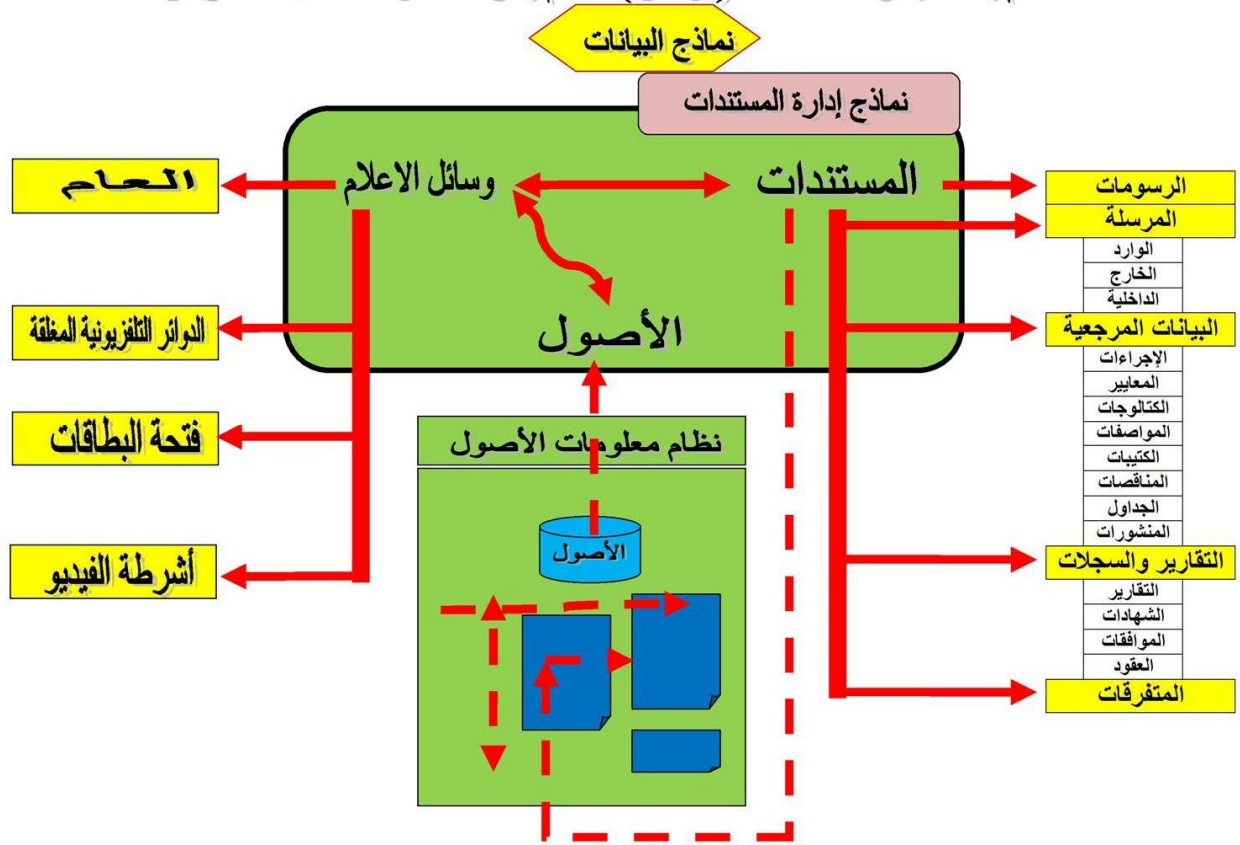 نماذج البيانات
نماذج إدارة المستندات
المستندات
وسائل الاعلام
الأصول
الرسومات
المرسلة
الوارد
الخارج
الداخلية
البيانات المرجعية
الإجراءات
المعايير
الكتالوجات
المواصفات
الكتيبات
المناقصات
الجداول
المنشورات
التقارير والسجلات
التقارير
الشهادات
الموافقات
العقود
المتفرقات
العام
الدوائر التلفزيونية المغلقة
فتحة البطاقات
أشرطة الفيديو
نظام معلومات الأصول
الأصول